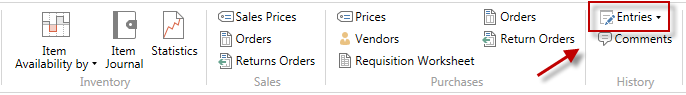 Item
Availability by
Item
Journal
Statistics
Inventory
Sales Prices
Orders
Returns Orders
Sales
Prices
Vendors
Requisition Worksheet
Orders
Return Orders
Purchases
Entries
Comments
History